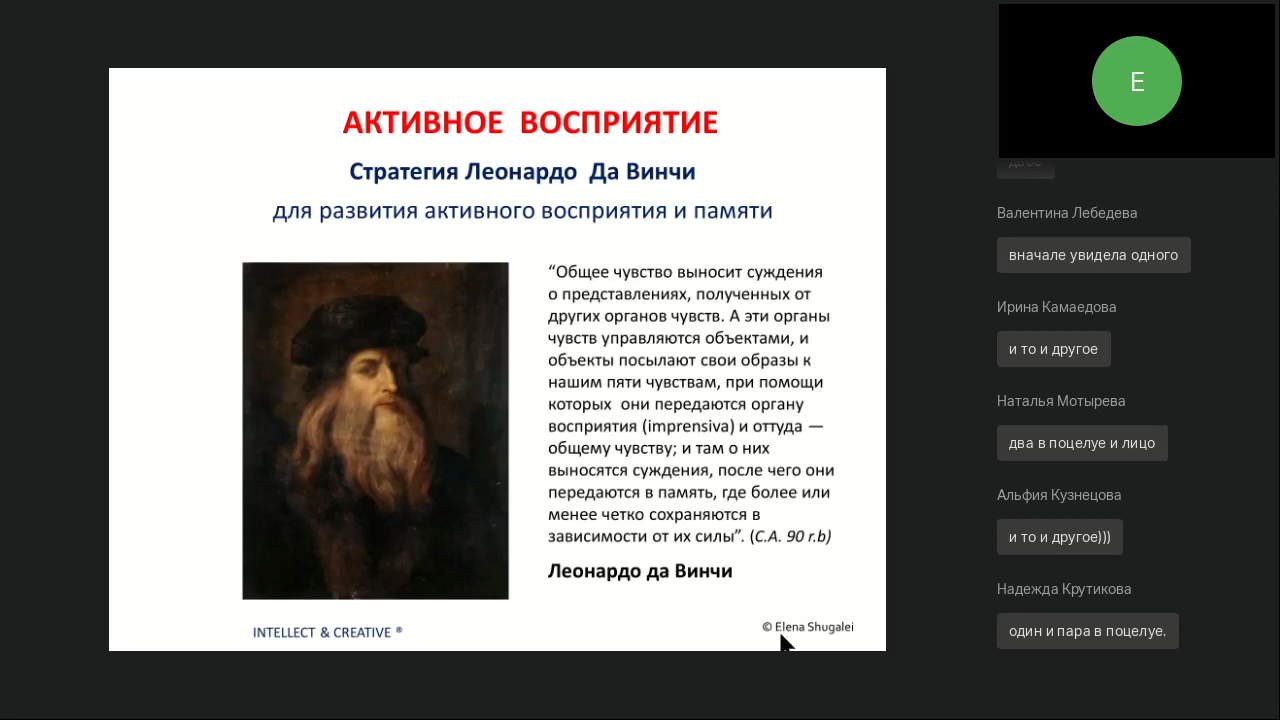 АКТИВНОЕ ВОСПРИЯТИЕ
Стратегия Леонардо Да Винчи
для развития активного восприятия и памяти
“Общее чувство выносит суждения
о представлениях, полученных от
других органов чувств. А эти органы
чувств управляются объектами, и
объекты посылают свои образы к
нашим пяти чувствам, при помощи
которых они передаются органу
восприятия (imprensiva) и оттуда —
общему чувству; и там о них
выносятся суждения, после чего они
передаются в память, где более или
менее четко сохраняются в
зависимости от их силы”. (C.A. 90 r.b)
Леонардо да Винчи
INTELLECT & CREATIVE ®
© Elena Shugalei
E
Валентина Лебедева
вначале увидела одного
Ирина Камаедова
и то и другое
Наталья Мотырева
два в поцелуе и лицо
Альфия Кузнецова
и то и другое)))
Надежда Крутикова
один и пара в поцелуе.